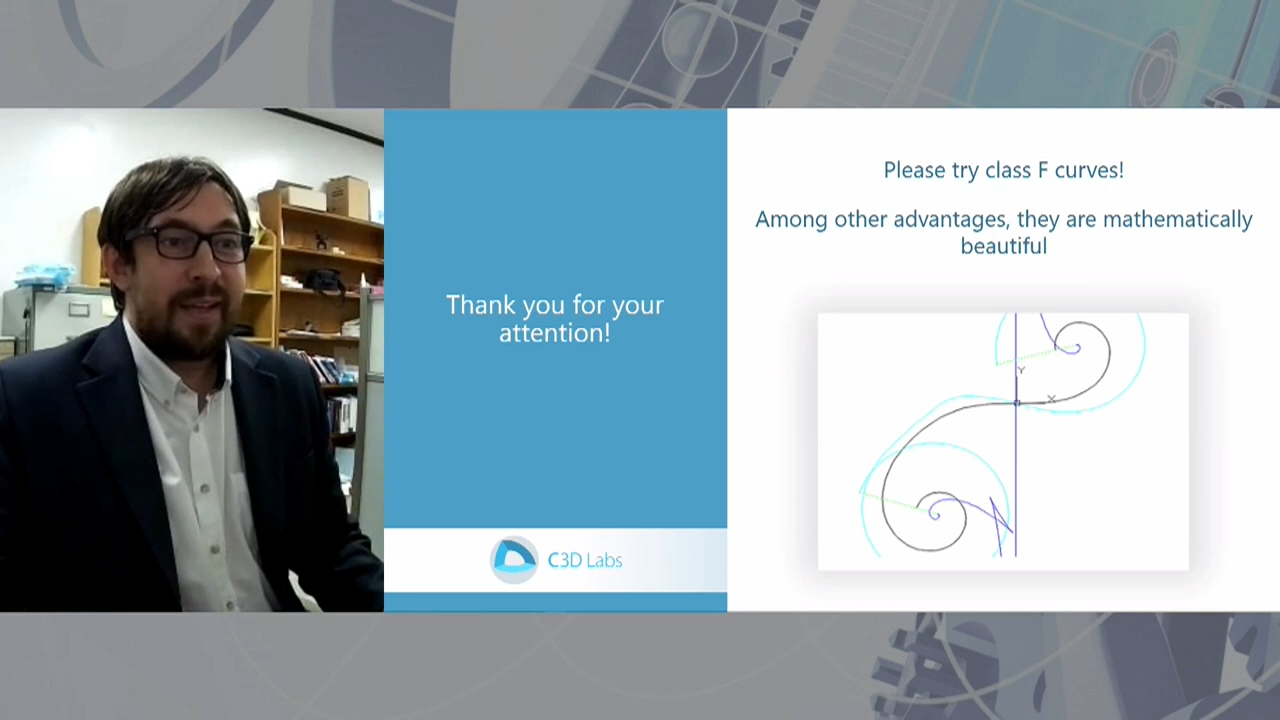 Please try class F curves!
Among other advantages, they are mathematically
beautiful
Thank you for your
attention!
Y
X
C3D Labs